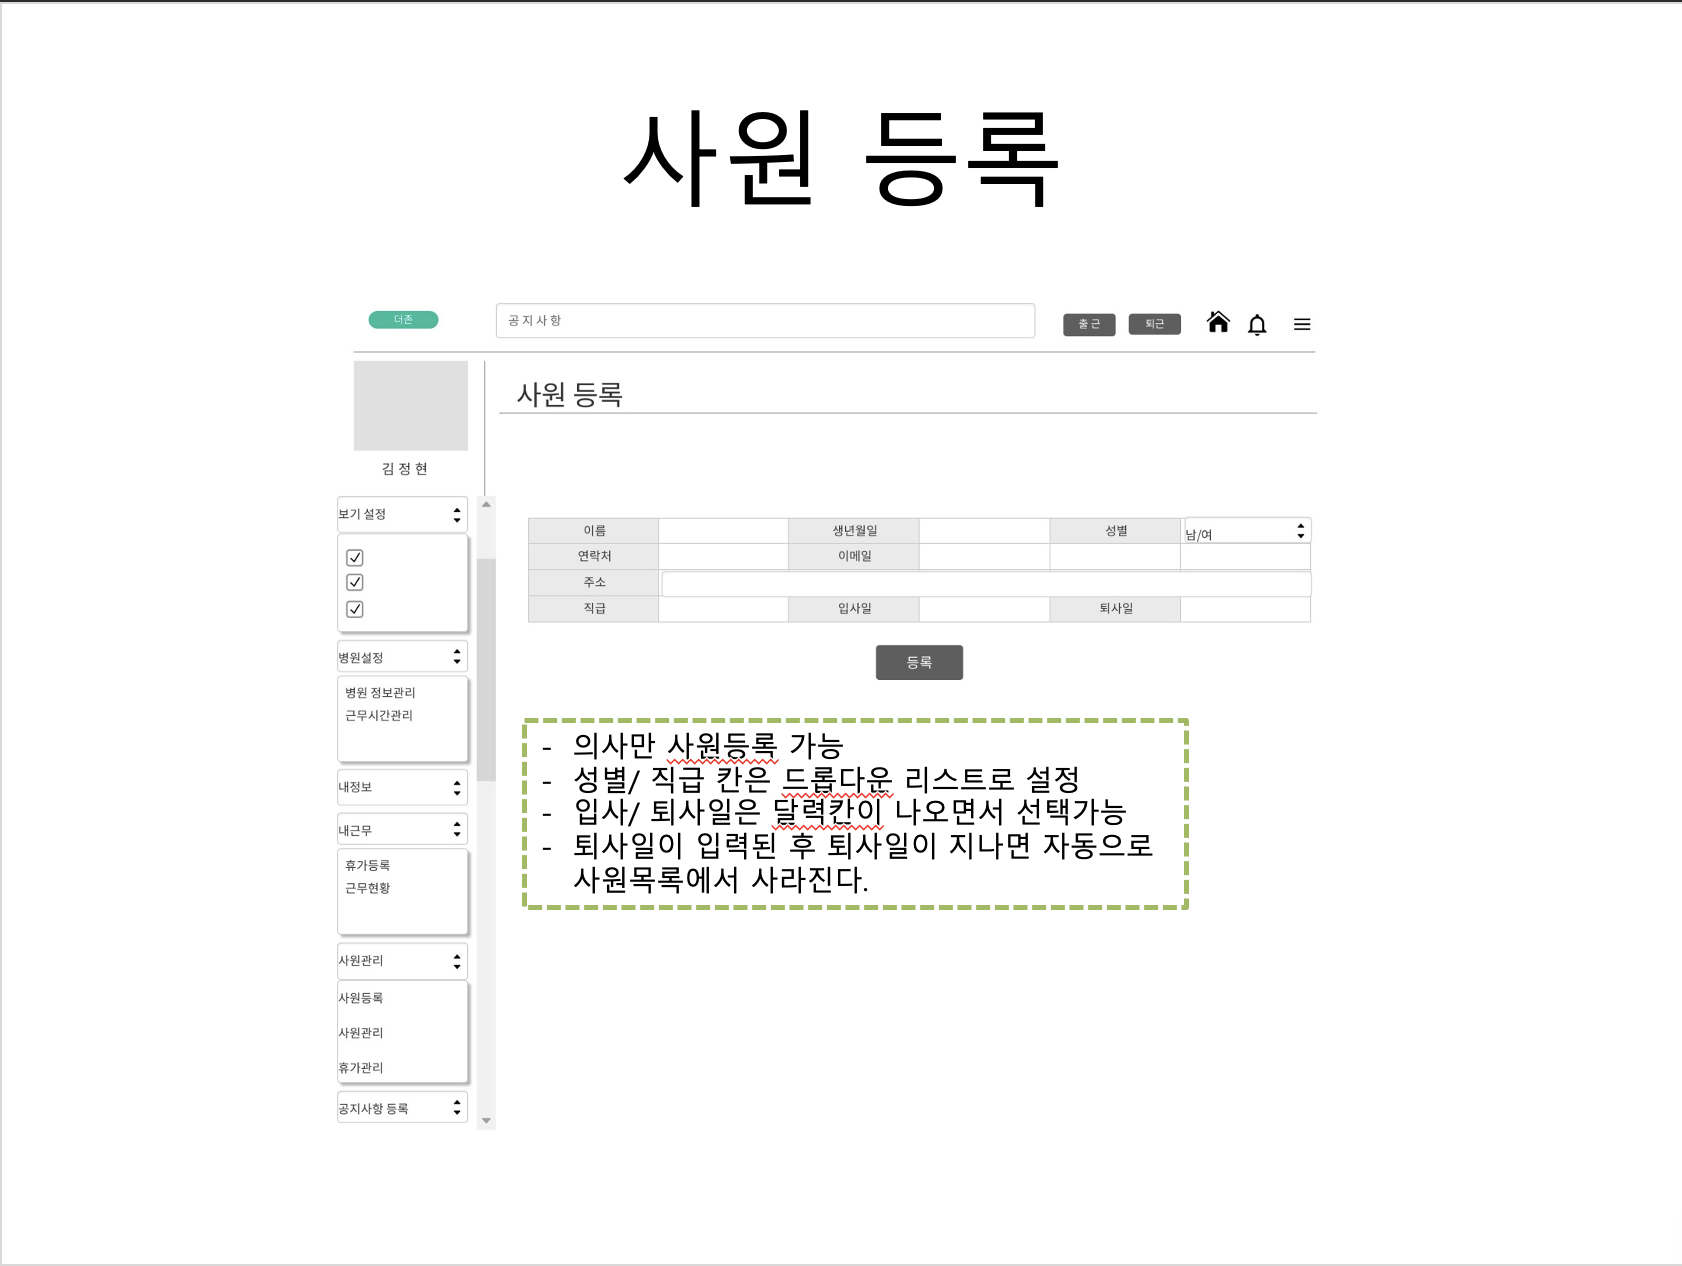 사원 등록
더존
공 지 사 항
출 근
퇴근
김 정 현
사원 등록
보기 설정
병원설정
병원 정보관리
근무시간관리
내정보
내근무
휴가등록
근무현황
사원관리
사원등록
사원관리
휴가관리
공지사항 등록
이름 생년월일 성별 남/여
연락처 이메일
주소
직급 입사일 퇴사일
등록
- 의사만 사원등록 가능
- 성별/ 직급 칸은 드롭다운 리스트로 설정
- 입사/ 퇴사일은 달력칸이 나오면서 선택가능
- 퇴사일이 입력된 후 퇴사일이 지나면 자동으로
사원목록에서 사라진다.